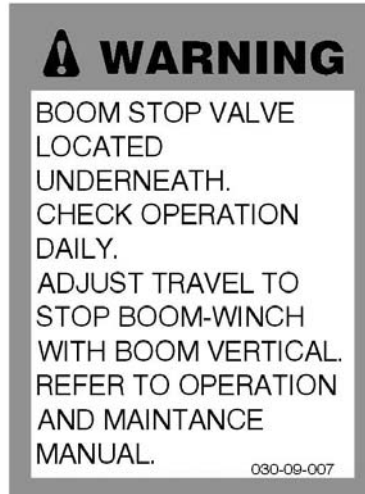 WARNING
BOOM STOP VALVE
LOCATED
UNDERNEATH.
CHECK OPERATION
DAILY.
ADJUST TRAVEL TO
STOP BOOM-WINCH
WITH BOOM VERTICAL.
REFER TO OPERATION
AND MAINTANCE
MANUAL.
030-09-007